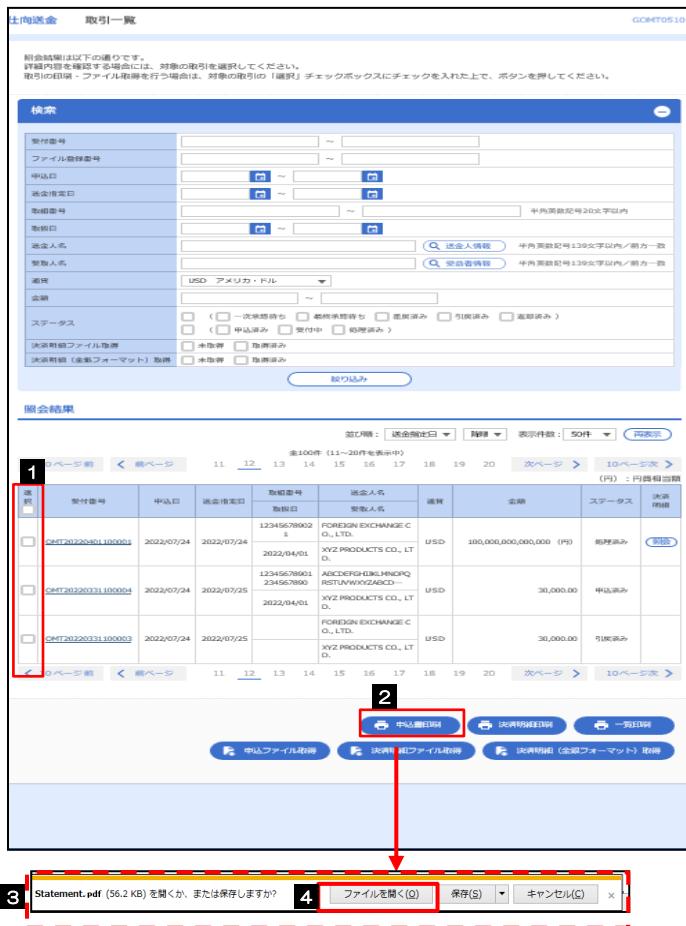 仕向送金 取引一覧 GOMT0510
照会結果は以下の通りです。
詳細内容を確認する場合には、対象の取引を選択してください。
取引の印刷・ファイル取得を行う場合は、対象の取引の「選択」チェックボックスにチェックを入れた上で、ボタンを押してください。
検索
受付番号 ~
ファイル登録番号 ~
申込日 ~
送金指定日 ~
取組番号 ~ 半角英数記号20文字以内
取扱日 ~
送金人名 送金人情報 半角英数記号139文字以内/前方一致
受取人名 受益者情報 半角英数記号139文字以内/前方一致
通貨 USD アメリカ・ドル
金額 ~
ステータス
( 一次承認待ち 最終承認待ち 差戻済み 引戻済み 返却済み )
( 申込済み 受付中 処理済み )
決済明細ファイル取得 未取得 取得済み
決済明細(金銀フォーマット)取得 未取得 取得済み
絞り込み
照会結果
並び順: 送金指定日 降順 表示件数: 50件 再表示
全100件(11~20件を表示中)
1
0ページ前 前ページ 11 12 13 14 15 16 17 18 19 20 次ページ 10ページ次
(円) :円貨相当額
選択 受付番号 申込日 送金指定日 取組番号 送金人名 通貨 金額 ステータス 決済明細
取扱日 受取人名
OMT20220401100001 2022/07/24 2022/07/24 123456789021 FOREIGN EXCHANGE CO., LTD. USD 100,000,000,000,000 (円) 処理済み 照会
2022/04/01 XYZ PRODUCTS CO., LTD.
OMT20220331100004 2022/07/24 2022/07/25 12345678901234567890 ABCDEFGHIJKLMNOPQRSTUVWXYZABCD… USD 30,000.00 申込済み
2022/04/01 XYZ PRODUCTS CO., LTD.
OMT20220331100003 2022/07/24 2022/07/25 FOREIGN EXCHANGE CO., LTD. USD 30,000.00 引戻済み
XYZ PRODUCTS CO., LTD.
0ページ前 前ページ 11 12 13 14 15 16 17 18 19 20 次ページ 10ページ次
2
申込書印刷 決済明細印刷 一覧印刷
申込ファイル取得 決済明細ファイル取得 決済明細(金銀フォーマット)取得
3 Statement.pdf (56.2 KB) を開くか、または保存しますか? 4 ファイルを開く(O) 保存(S) キャンセル(C) ×